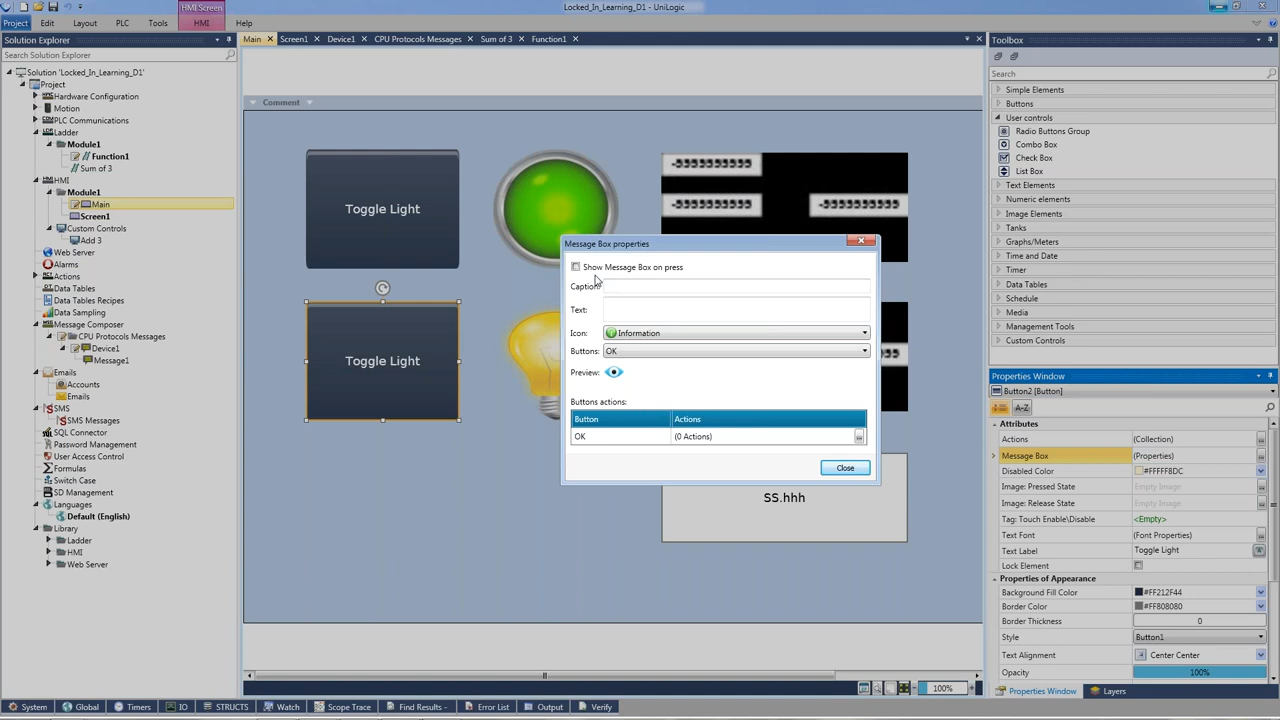 HMI Screen
Locked_In_Learning_D1* - UniLogic
Project Edit Layout PLC Tools HMI Help
Solution Explorer
Search Solution Explorer
Solution 'Locked_In_Learning_D1'
Project
Hardware Configuration
Motion
PLC Communications
Ladder
Module1
Function1
Sum of 3
HMI
Module1
Main
Screen1
Custom Controls
Add 3
Web Server
Alarms
Actions
Data Tables
Data Tables Recipes
Data Sampling
Message Composer
CPU Protocols Messages
Device1
Message1
Emails
Accounts
Emails
SMS
SMS Messages
SQL Connector
Password Management
User Access Control
Formulas
Switch Case
SD Management
Languages
Default (English)
Library
Ladder
HMI
Web Server
Main Screen1 Device1 CPU Protocols Messages Sum of 3 Function1
Comment
Toggle Light
Toggle Light
SS.hhh
Message Box properties
Show Message Box on press
Caption:
Text:
Icon: Information
Buttons: OK
Preview:
Buttons actions:
Button Actions
OK (0 Actions)
Close
100%
Toolbox
Search
Simple Elements
Buttons
User controls
Radio Buttons Group
Combo Box
Check Box
List Box
Text Elements
Numeric elements
Image Elements
Tanks
Graphs/Meters
Time and Date
Timer
Data Tables
Schedule
Media
Management Tools
Custom Controls
Properties Window
Button2 [Button]
A-Z
Attributes
Actions (Collection)
Message Box (Properties)
Disabled Color #FFFFF8DC
Image: Pressed State Empty Image
Image: Release State Empty Image
Tag: Touch Enable\Disable <Empty>
Text Font (Font Properties)
Text Label Toggle Light
Lock Element
Properties of Appearance
Background Fill Color #FF212F44
Border Color #FF808080
Border Thickness 0
Style Button1
Text Alignment Center Center
Opacity 100%
Properties Window Layers
System Global Timers IO STRUCTS Watch Scope Trace Find Results - Error List Output Verify